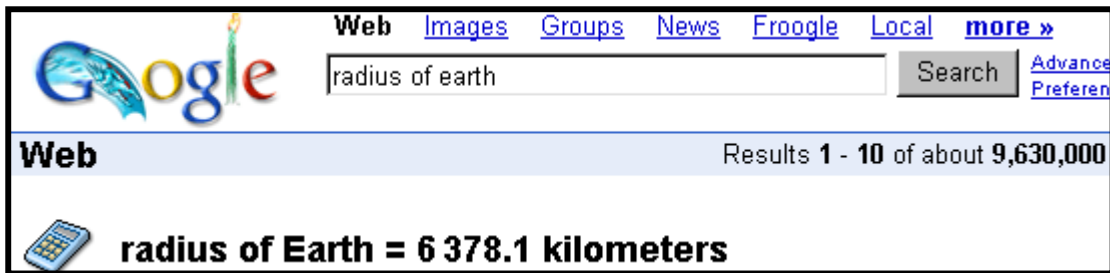 Google
Web Images Groups News Froogle Local more »
radius of earth Search Advance
Preferen
Web Results 1 - 10 of about 9,630,000
radius of Earth = 6 378.1 kilometers